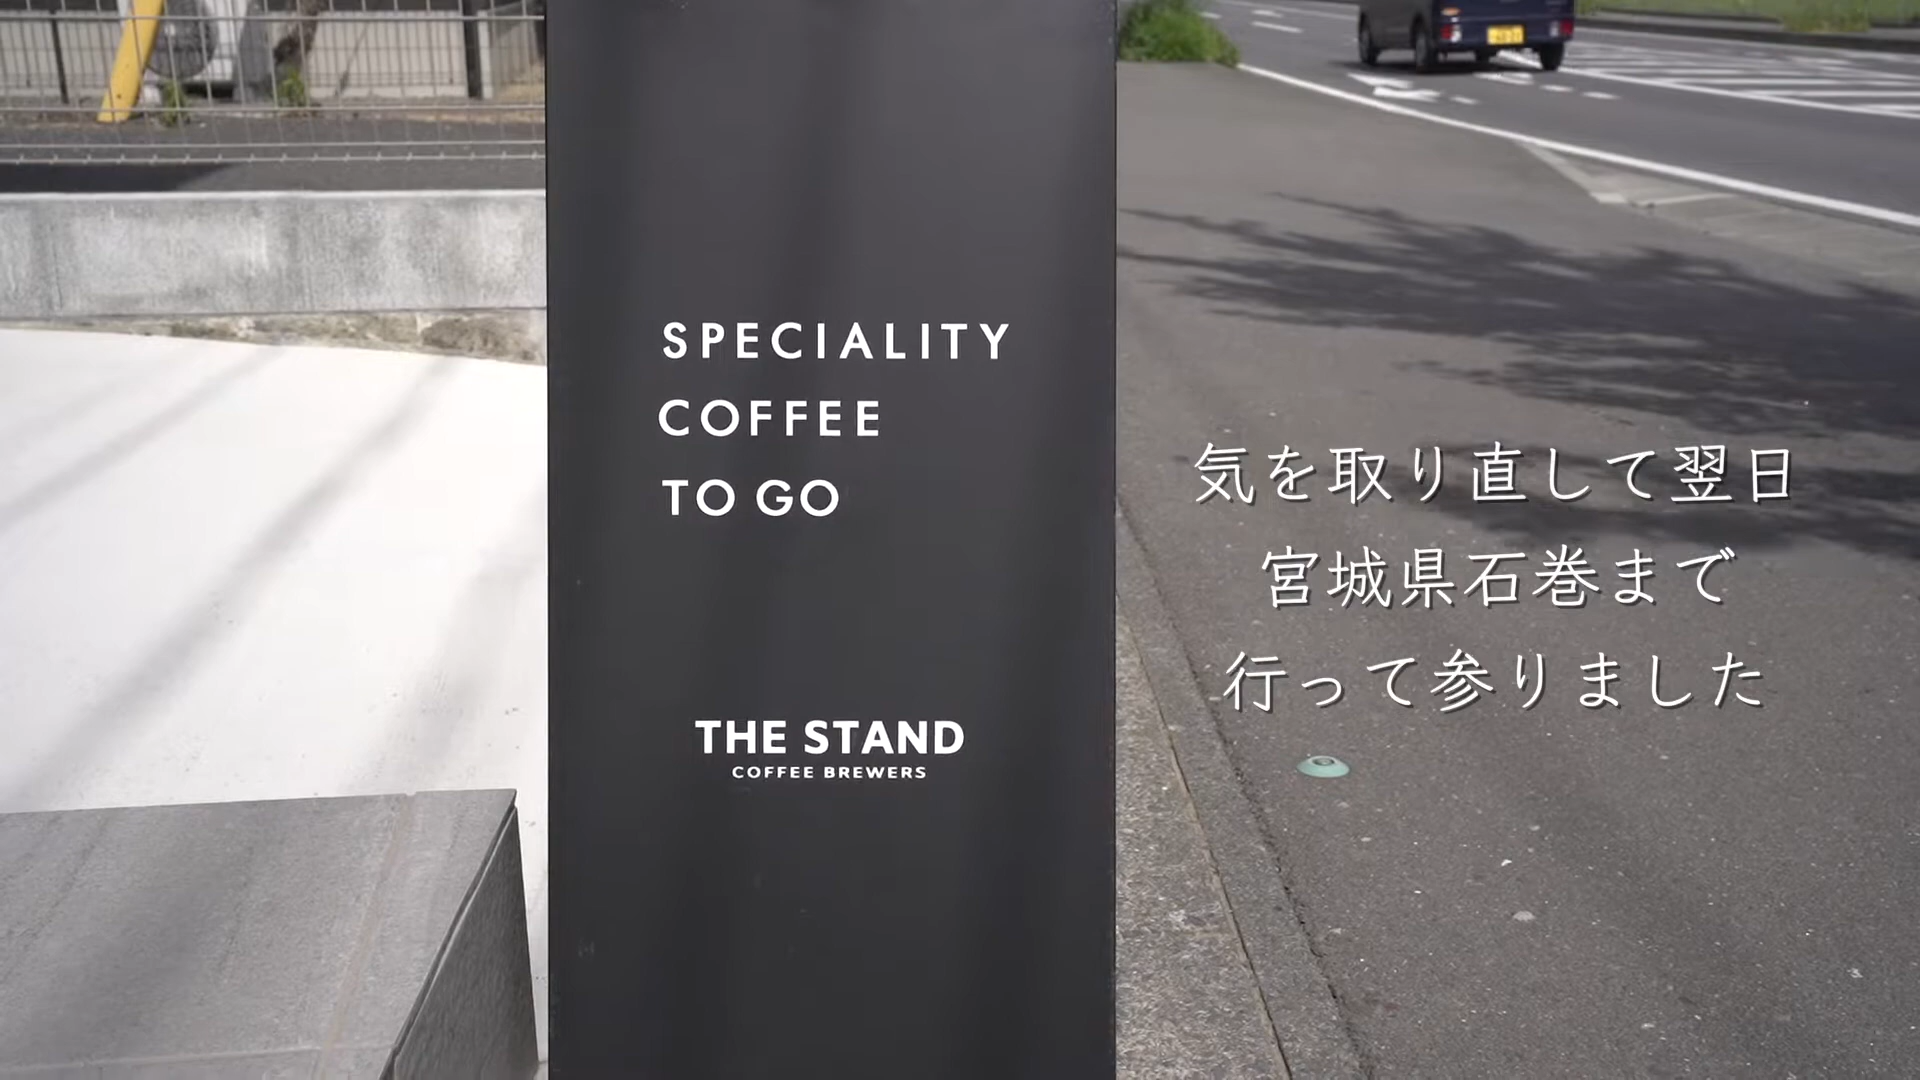 SPECIALITY
COFFEE
TO GO
THE STAND
COFFEE BREWERS
気を取り直して翌日
宮城県石巻まで
行って参りました